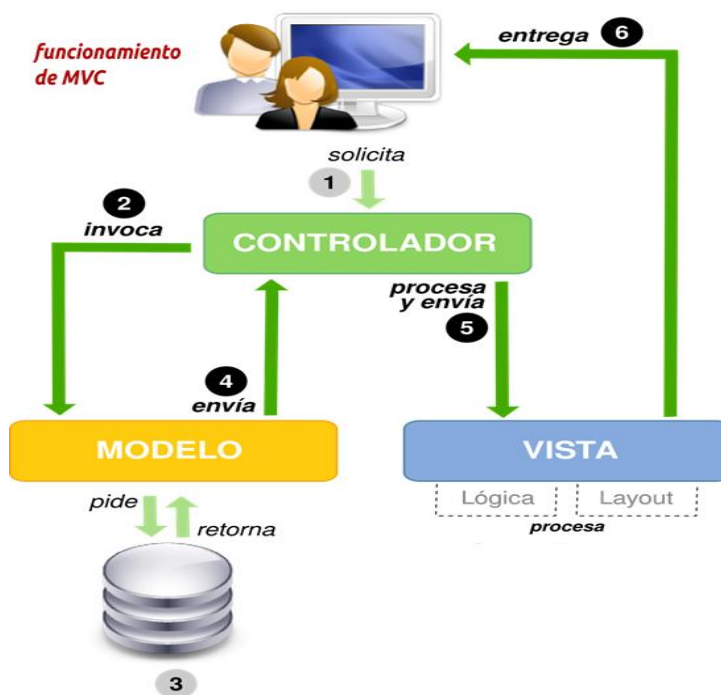 funcionamiento
de MVC
entrega 6
solicita
1
2
invoca
CONTROLADOR
procesa
y envía
5
4
envía
MODELO
VISTA
Lógica
Layout
procesa
pide
retorna
3